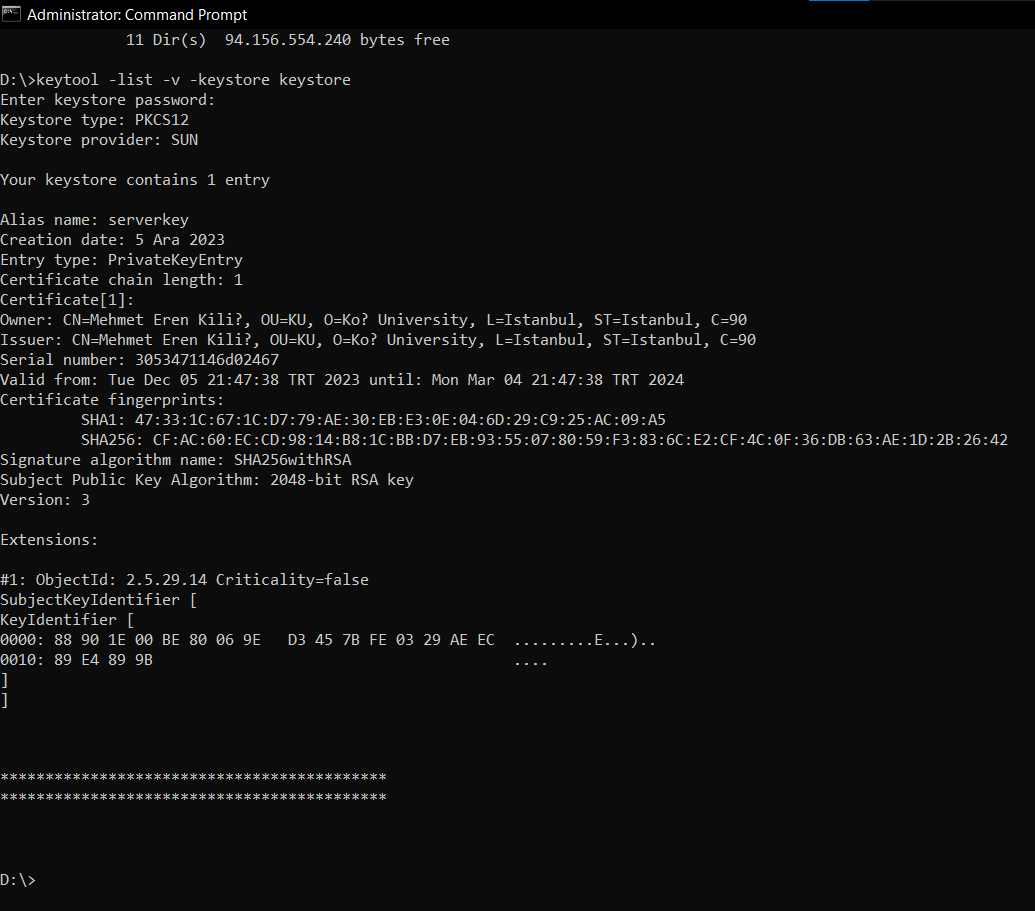 Administrator: Command Prompt
11 Dir(s)  94.156.554.240 bytes free
D:\>keytool -list -v -keystore keystore
Enter keystore password:
Keystore type: PKCS12
Keystore provider: SUN
Your keystore contains 1 entry
Alias name: serverkey
Creation date: 5 Ara 2023
Entry type: PrivateKeyEntry
Certificate chain length: 1
Certificate[1]:
Owner: CN=Mehmet Eren Kili?, OU=KU, O=Ko? University, L=Istanbul, ST=Istanbul, C=90
Issuer: CN=Mehmet Eren Kili?, OU=KU, O=Ko? University, L=Istanbul, ST=Istanbul, C=90
Serial number: 3053471146d02467
Valid from: Tue Dec 05 21:47:38 TRT 2023 until: Mon Mar 04 21:47:38 TRT 2024
Certificate fingerprints:
SHA1: 47:33:1C:67:1C:D7:79:AE:30:EB:E3:0E:04:6D:29:C9:25:AC:09:A5
SHA256: CF:AC:60:EC:CD:98:14:B8:1C:BB:D7:EB:93:55:07:80:59:F3:83:6C:E2:CF:4C:0F:36:DB:63:AE:1D:2B:26:42
Signature algorithm name: SHA256withRSA
Subject Public Key Algorithm: 2048-bit RSA key
Version: 3
Extensions:
#1: ObjectId: 2.5.29.14 Criticality=false
SubjectKeyIdentifier [
KeyIdentifier [
0000: 88 90 1E 00 BE 80 06 9E   D3 45 7B FE 03 29 AE EC  .........E...)..
0010: 89 E4 89 9B                                        ....
]
]
*******************************************
*******************************************
D:\>